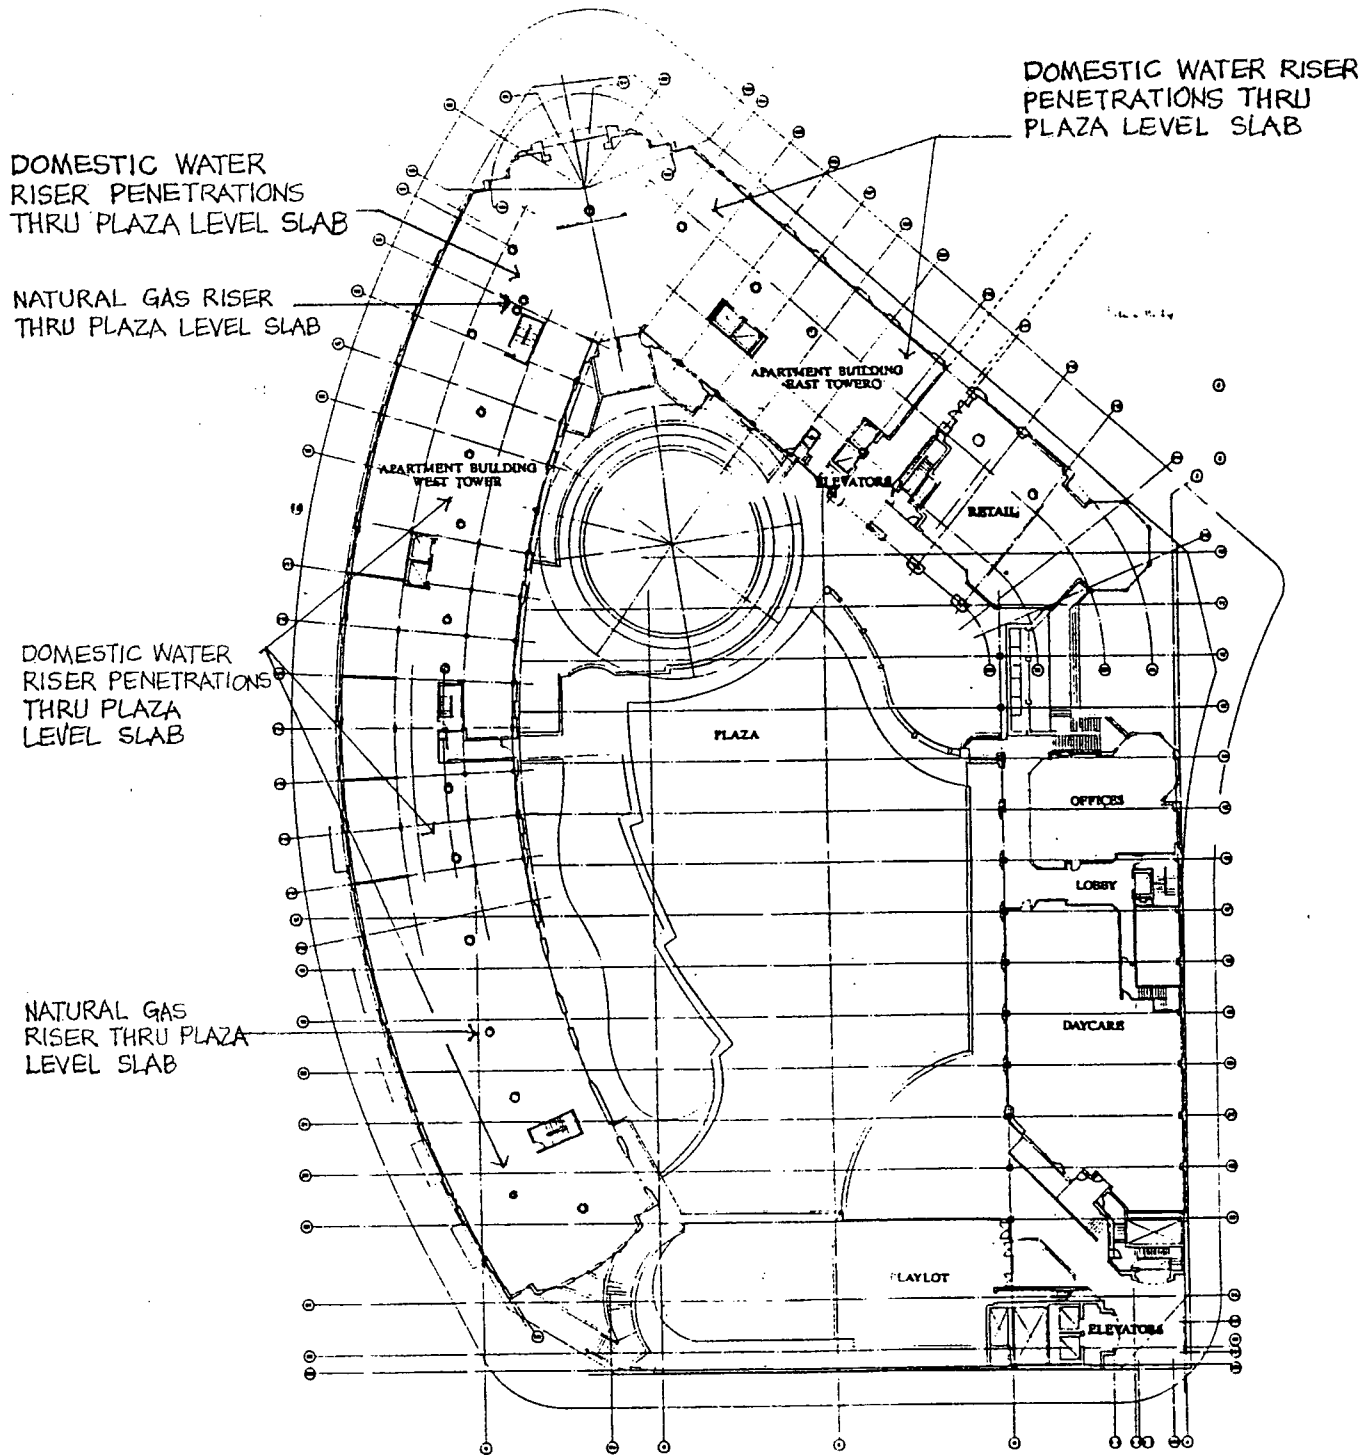 DOMESTIC WATER RISER
PENETRATIONS THRU
PLAZA LEVEL SLAB
DOMESTIC WATER
RISER PENETRATIONS
THRU PLAZA LEVEL SLAB
NATURAL GAS RISER
THRU PLAZA LEVEL SLAB
APARTMENT BUILDING
EAST TOWERO
APARTMENT BUILDING
WEST TOWER
ELEVATORS
RETAIL
DOMESTIC WATER
RISER PENETRATIONS
THRU PLAZA
LEVEL SLAB
PLAZA
OFFICES
LOBBY
NATURAL GAS
RISER THRU PLAZA
LEVEL SLAB
DAYCARE
LAYLOT
ELEVATORS